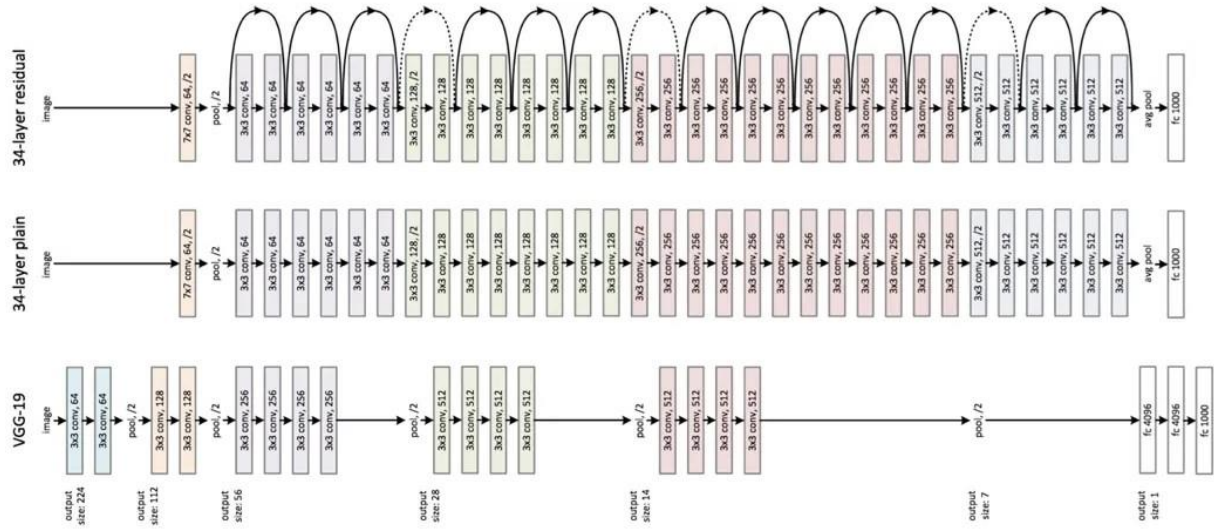 34-layer residual
image
7x7 conv, 64, /2
pool, /2
3x3 conv, 64
3x3 conv, 64
3x3 conv, 64
3x3 conv, 64
3x3 conv, 64
3x3 conv, 64
3x3 conv, 128, /2
3x3 conv, 128
3x3 conv, 128
3x3 conv, 128
3x3 conv, 128
3x3 conv, 128
3x3 conv, 128
3x3 conv, 128
3x3 conv, 256, /2
3x3 conv, 256
3x3 conv, 256
3x3 conv, 256
3x3 conv, 256
3x3 conv, 256
3x3 conv, 256
3x3 conv, 256
3x3 conv, 256
3x3 conv, 256
3x3 conv, 256
3x3 conv, 256
3x3 conv, 512, /2
3x3 conv, 512
3x3 conv, 512
3x3 conv, 512
3x3 conv, 512
3x3 conv, 512
avg pool
fc 1000
34-layer plain
image
7x7 conv, 64, /2
pool, /2
3x3 conv, 64
3x3 conv, 64
3x3 conv, 64
3x3 conv, 64
3x3 conv, 64
3x3 conv, 64
3x3 conv, 128, /2
3x3 conv, 128
3x3 conv, 128
3x3 conv, 128
3x3 conv, 128
3x3 conv, 128
3x3 conv, 128
3x3 conv, 128
3x3 conv, 256, /2
3x3 conv, 256
3x3 conv, 256
3x3 conv, 256
3x3 conv, 256
3x3 conv, 256
3x3 conv, 256
3x3 conv, 256
3x3 conv, 256
3x3 conv, 256
3x3 conv, 256
3x3 conv, 256
3x3 conv, 512, /2
3x3 conv, 512
3x3 conv, 512
3x3 conv, 512
3x3 conv, 512
3x3 conv, 512
avg pool
fc 1000
VGG-19
image
3x3 conv, 64
3x3 conv, 64
pool, /2
3x3 conv, 128
3x3 conv, 128
pool, /2
3x3 conv, 256
3x3 conv, 256
3x3 conv, 256
3x3 conv, 256
pool, /2
3x3 conv, 512
3x3 conv, 512
3x3 conv, 512
3x3 conv, 512
pool, /2
3x3 conv, 512
3x3 conv, 512
3x3 conv, 512
3x3 conv, 512
pool, /2
fc 4096
fc 4096
fc 1000
output
size: 224
output
size: 112
output
size: 56
output
size: 28
output
size: 14
output
size: 7
output
size: 1